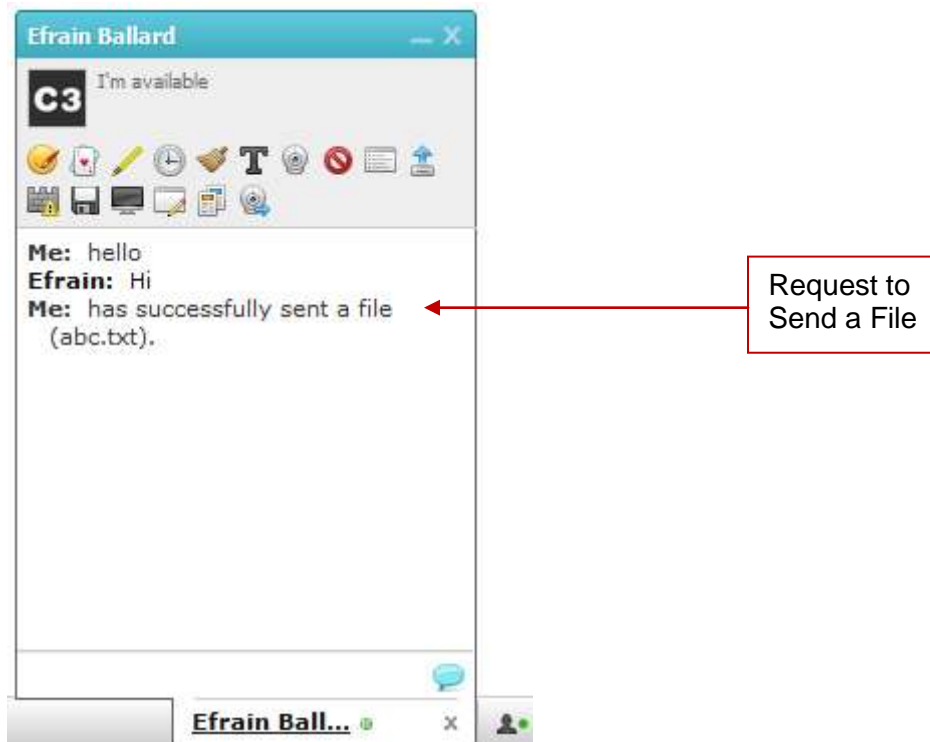 Efrain Ballard
C3
I'm available
T
Me: hello
Efrain: Hi
Me: has successfully sent a file
(abc.txt).
Request to
Send a File
Efrain Ball...